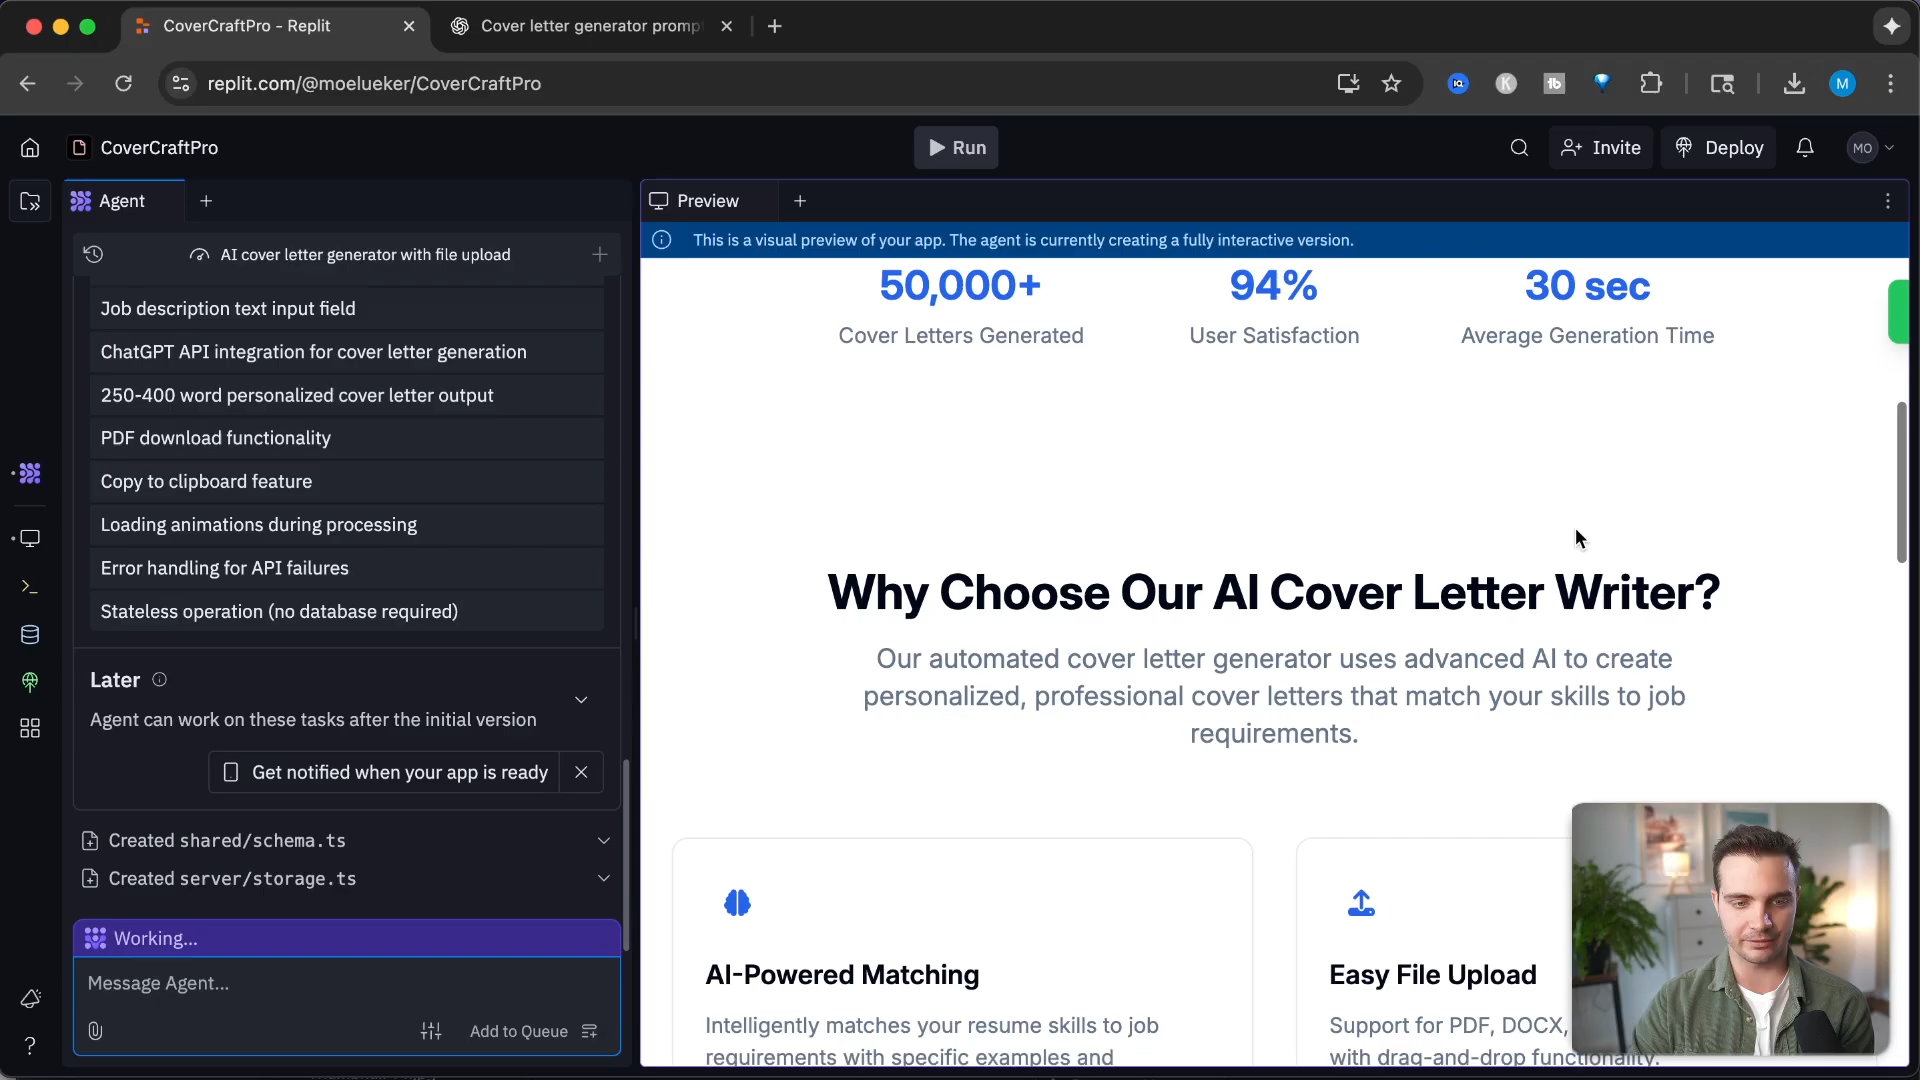 CoverCraftPro - Replit
Cover letter generator promp
replit.com/@moelueker/CoverCraftPro
M
CoverCraftPro
Run
Invite
Deploy
MO
Agent
Preview
This is a visual preview of your app. The agent is currently creating a fully interactive version.
AI cover letter generator with file upload
Job description text input field
ChatGPT API integration for cover letter generation
250-400 word personalized cover letter output
PDF download functionality
Copy to clipboard feature
Loading animations during processing
Error handling for API failures
Stateless operation (no database required)
Later
Agent can work on these tasks after the initial version
Get notified when your app is ready
Created shared/schema.ts
Created server/storage.ts
Working...
Message Agent...
Add to Queue
50,000+
Cover Letters Generated
94%
User Satisfaction
30 sec
Average Generation Time
Why Choose Our AI Cover Letter Writer?
Our automated cover letter generator uses advanced AI to create
personalized, professional cover letters that match your skills to job
requirements.
AI-Powered Matching
Intelligently matches your resume skills to job
requirements with specific examples and
Easy File Upload
Support for PDF, DOCX,
with drag-and-drop functionality.